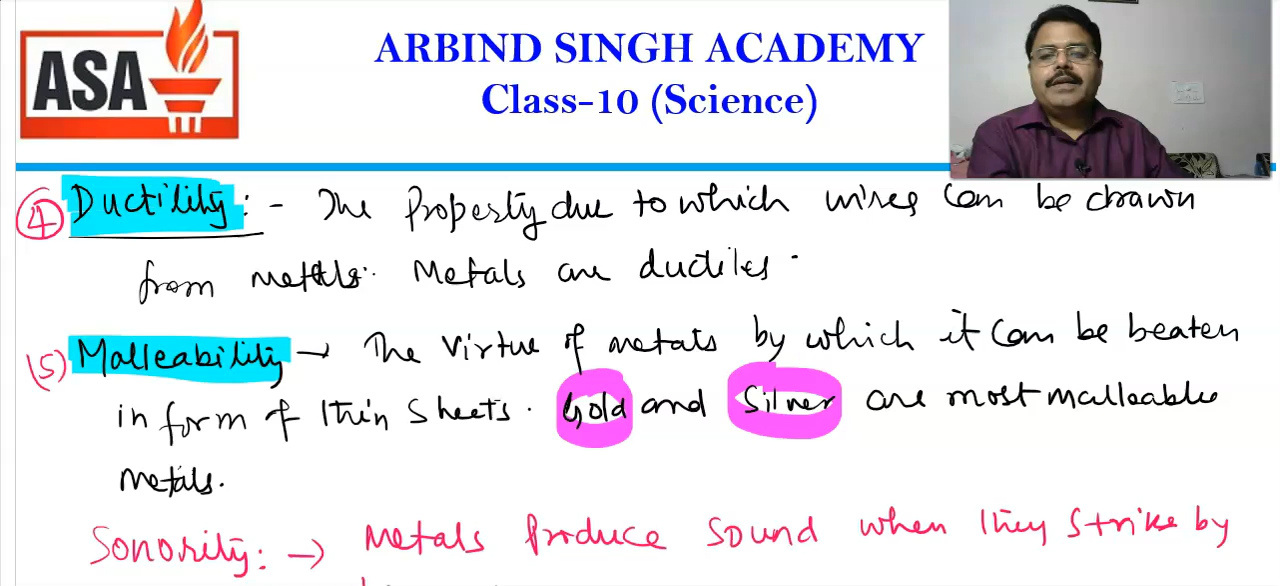 ASA
ARBIND SINGH ACADEMY
Class-10 (Science)
④ Ductility :- The Property due to which wires can be drawn
from metals. Metals are ductiles.
(5) Malleability → The virtue of metals by which it can be beaten
in form of thin sheets. Gold and Silver are most malleable
metals.
Sonority: → Metals Produce Sound when they strike by